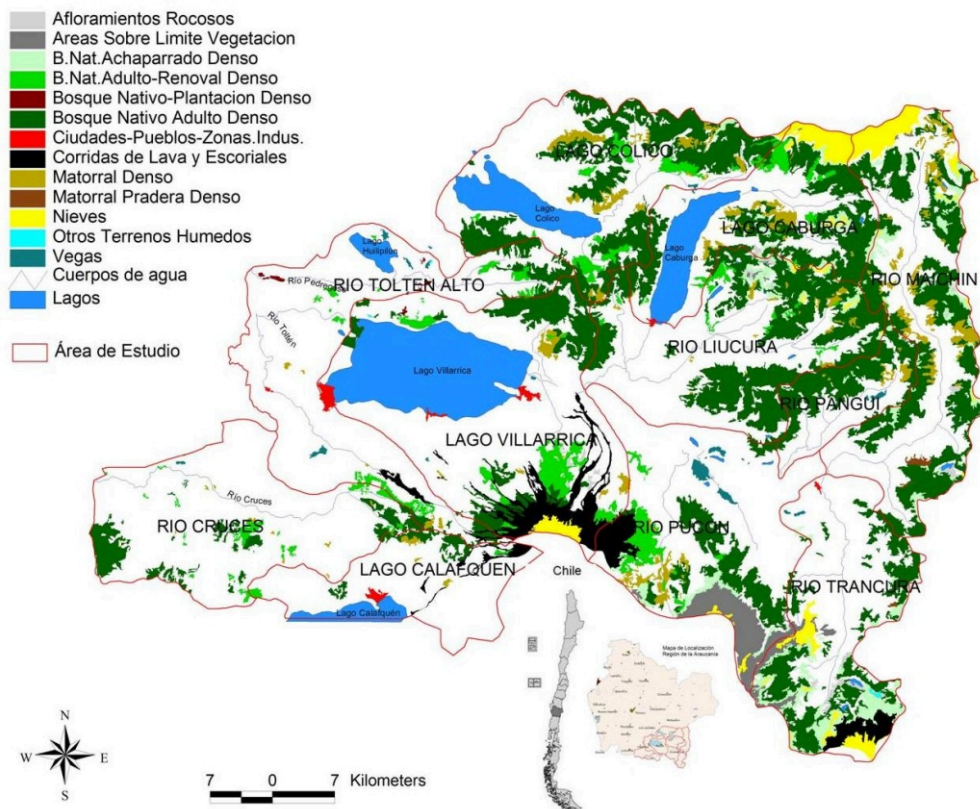 Afloramientos Rocosos
Areas Sobre Limite Vegetacion
B.Nat.Achaparrado Denso
B.Nat.Adulto-Renoval Denso
Bosque Nativo-Plantacion Denso
Bosque Nativo Adulto Denso
Ciudades-Pueblos-Zonas.Indus.
Corridas de Lava y Escoriales
Matorral Denso
Matorral Pradera Denso
Nieves
Otros Terrenos Humedos
Vegas
Cuerpos de agua
Lagos
Área de Estudio
LAGO COLICO
Lago
Colico
LAGO CABURGA
Lago
Caburga
Lago
Huilipilun
RIO TOLTEN ALTO
RIO MAICHIN
Río Toltén
RIO LIUCURA
Lago Villarrica
RIO PANGUI
LAGO VILLARRICA
Río Cruces
RIO CRUCES
RIO PUCON
LAGO CALAFQUEN
Chile
RIO TRANCURA
Lago Calafquén
Mapa de Localización
Región de la Araucanía
N
W E
S
7 0 7 Kilometers